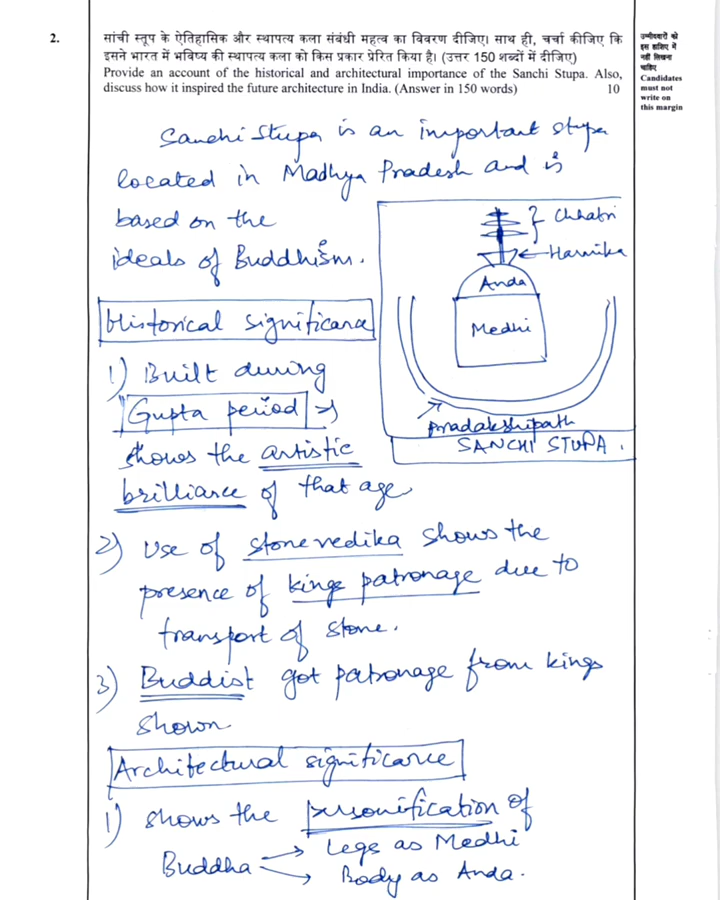 2.
सांची स्तूप के ऐतिहासिक और स्थापत्य कला संबंधी महत्व का विवरण दीजिए। साथ ही, चर्चा कीजिए कि
इसने भारत में भविष्य की स्थापत्य कला को किस प्रकार प्रेरित किया है। (उत्तर 150 शब्दों में दीजिए)
Provide an account of the historical and architectural importance of the Sanchi Stupa. Also,
discuss how it inspired the future architecture in India. (Answer in 150 words) 10
उम्मीदवारों को
इस हाशिए में
नहीं लिखना
चाहिए
Candidates
must not
write on
this margin
Sanchi Stupa is an important stupa
located in Madhya Pradesh and is
based on the
ideals of Buddhism.
Chhatri
Harmika
Anda
Medhi
pradakshipath
SANCHI STUPA.
Historical significance
1) Built during
Gupta period →
shows the artistic
brilliance of that age
2) Use of stone vedika shows the
presence of kings patronage due to
transport of stone.
3) Buddist got patronage from kings
shown
Architectural significance
1) shows the personification of
Buddha → Legs as Medhi
→ Body as Anda.